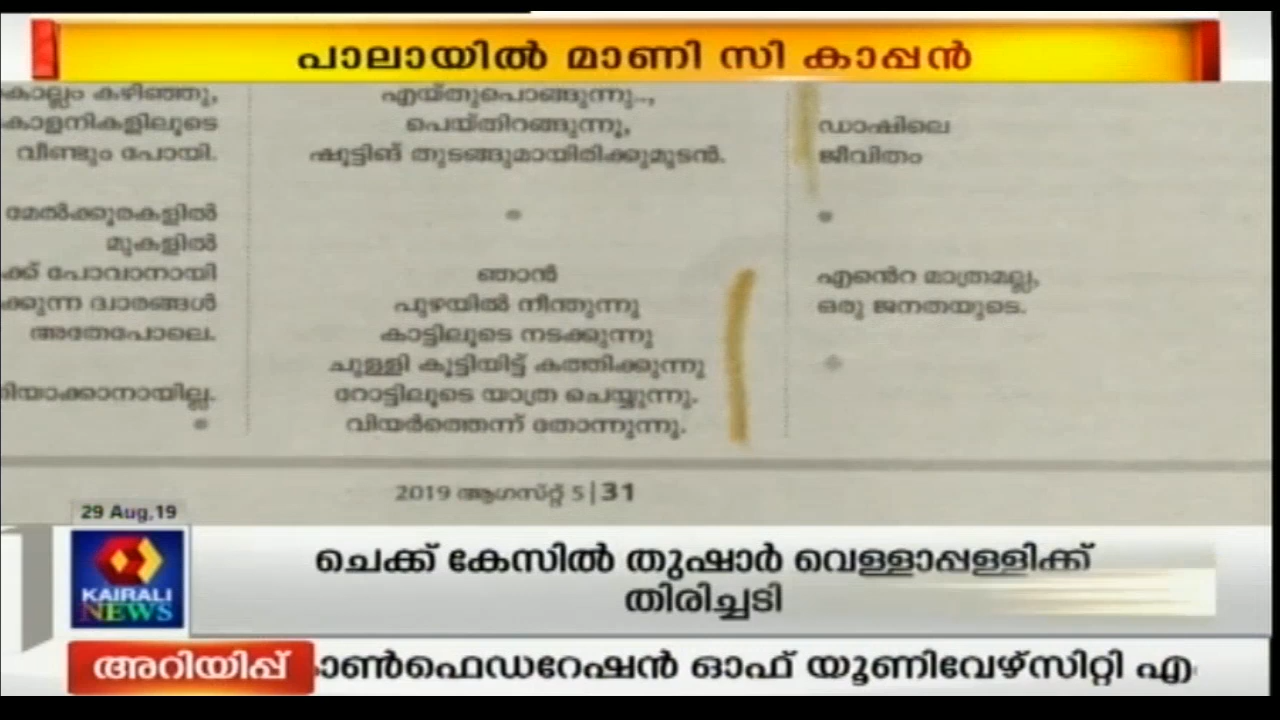 പാലായിൽ മാണി സി കാപ്പൻ
കൊല്ലം കഴിഞ്ഞു,
കോളനികളിലൂടെ
വീണ്ടും പോയി.
മേൽക്കൂരകളിൽ
മുകളിൽ
ക്ക് പോവാനായി
ക്കുന്ന ദ്വാരങ്ങൾ
അതേപോലെ.
രിയാക്കാനായില്ല.
എയ്തുപൊങ്ങുന്നു..,
പെയ്തിറങ്ങുന്നു,
ഷൂട്ടിങ് തുടങ്ങുമായിരിക്കുമുടൻ.
ഞാൻ
പുഴയിൽ നീന്തുന്നു
കാട്ടിലൂടെ നടക്കുന്നു
ചുള്ളി കൂട്ടിയിട്ട് കത്തിക്കുന്നു
റോട്ടിലൂടെ യാത്ര ചെയ്യുന്നു.
വിയർത്തെന്ന് തോന്നുന്നു.
ഡാഷിലെ
ജീവിതം
എന്റെ മാത്രമല്ല,
ഒരു ജനതയുടെ.
2019 ആഗസ്റ്റ് 5|31
29 Aug,19
KAIRALI
NEWS
ചെക്ക് കേസിൽ തുഷാർ വെള്ളാപ്പള്ളിക്ക്
തിരിച്ചടി
അറിയിപ്പ് കോൺഫെഡറേഷൻ ഓഫ് യൂണിവേഴ്സിറ്റി എ